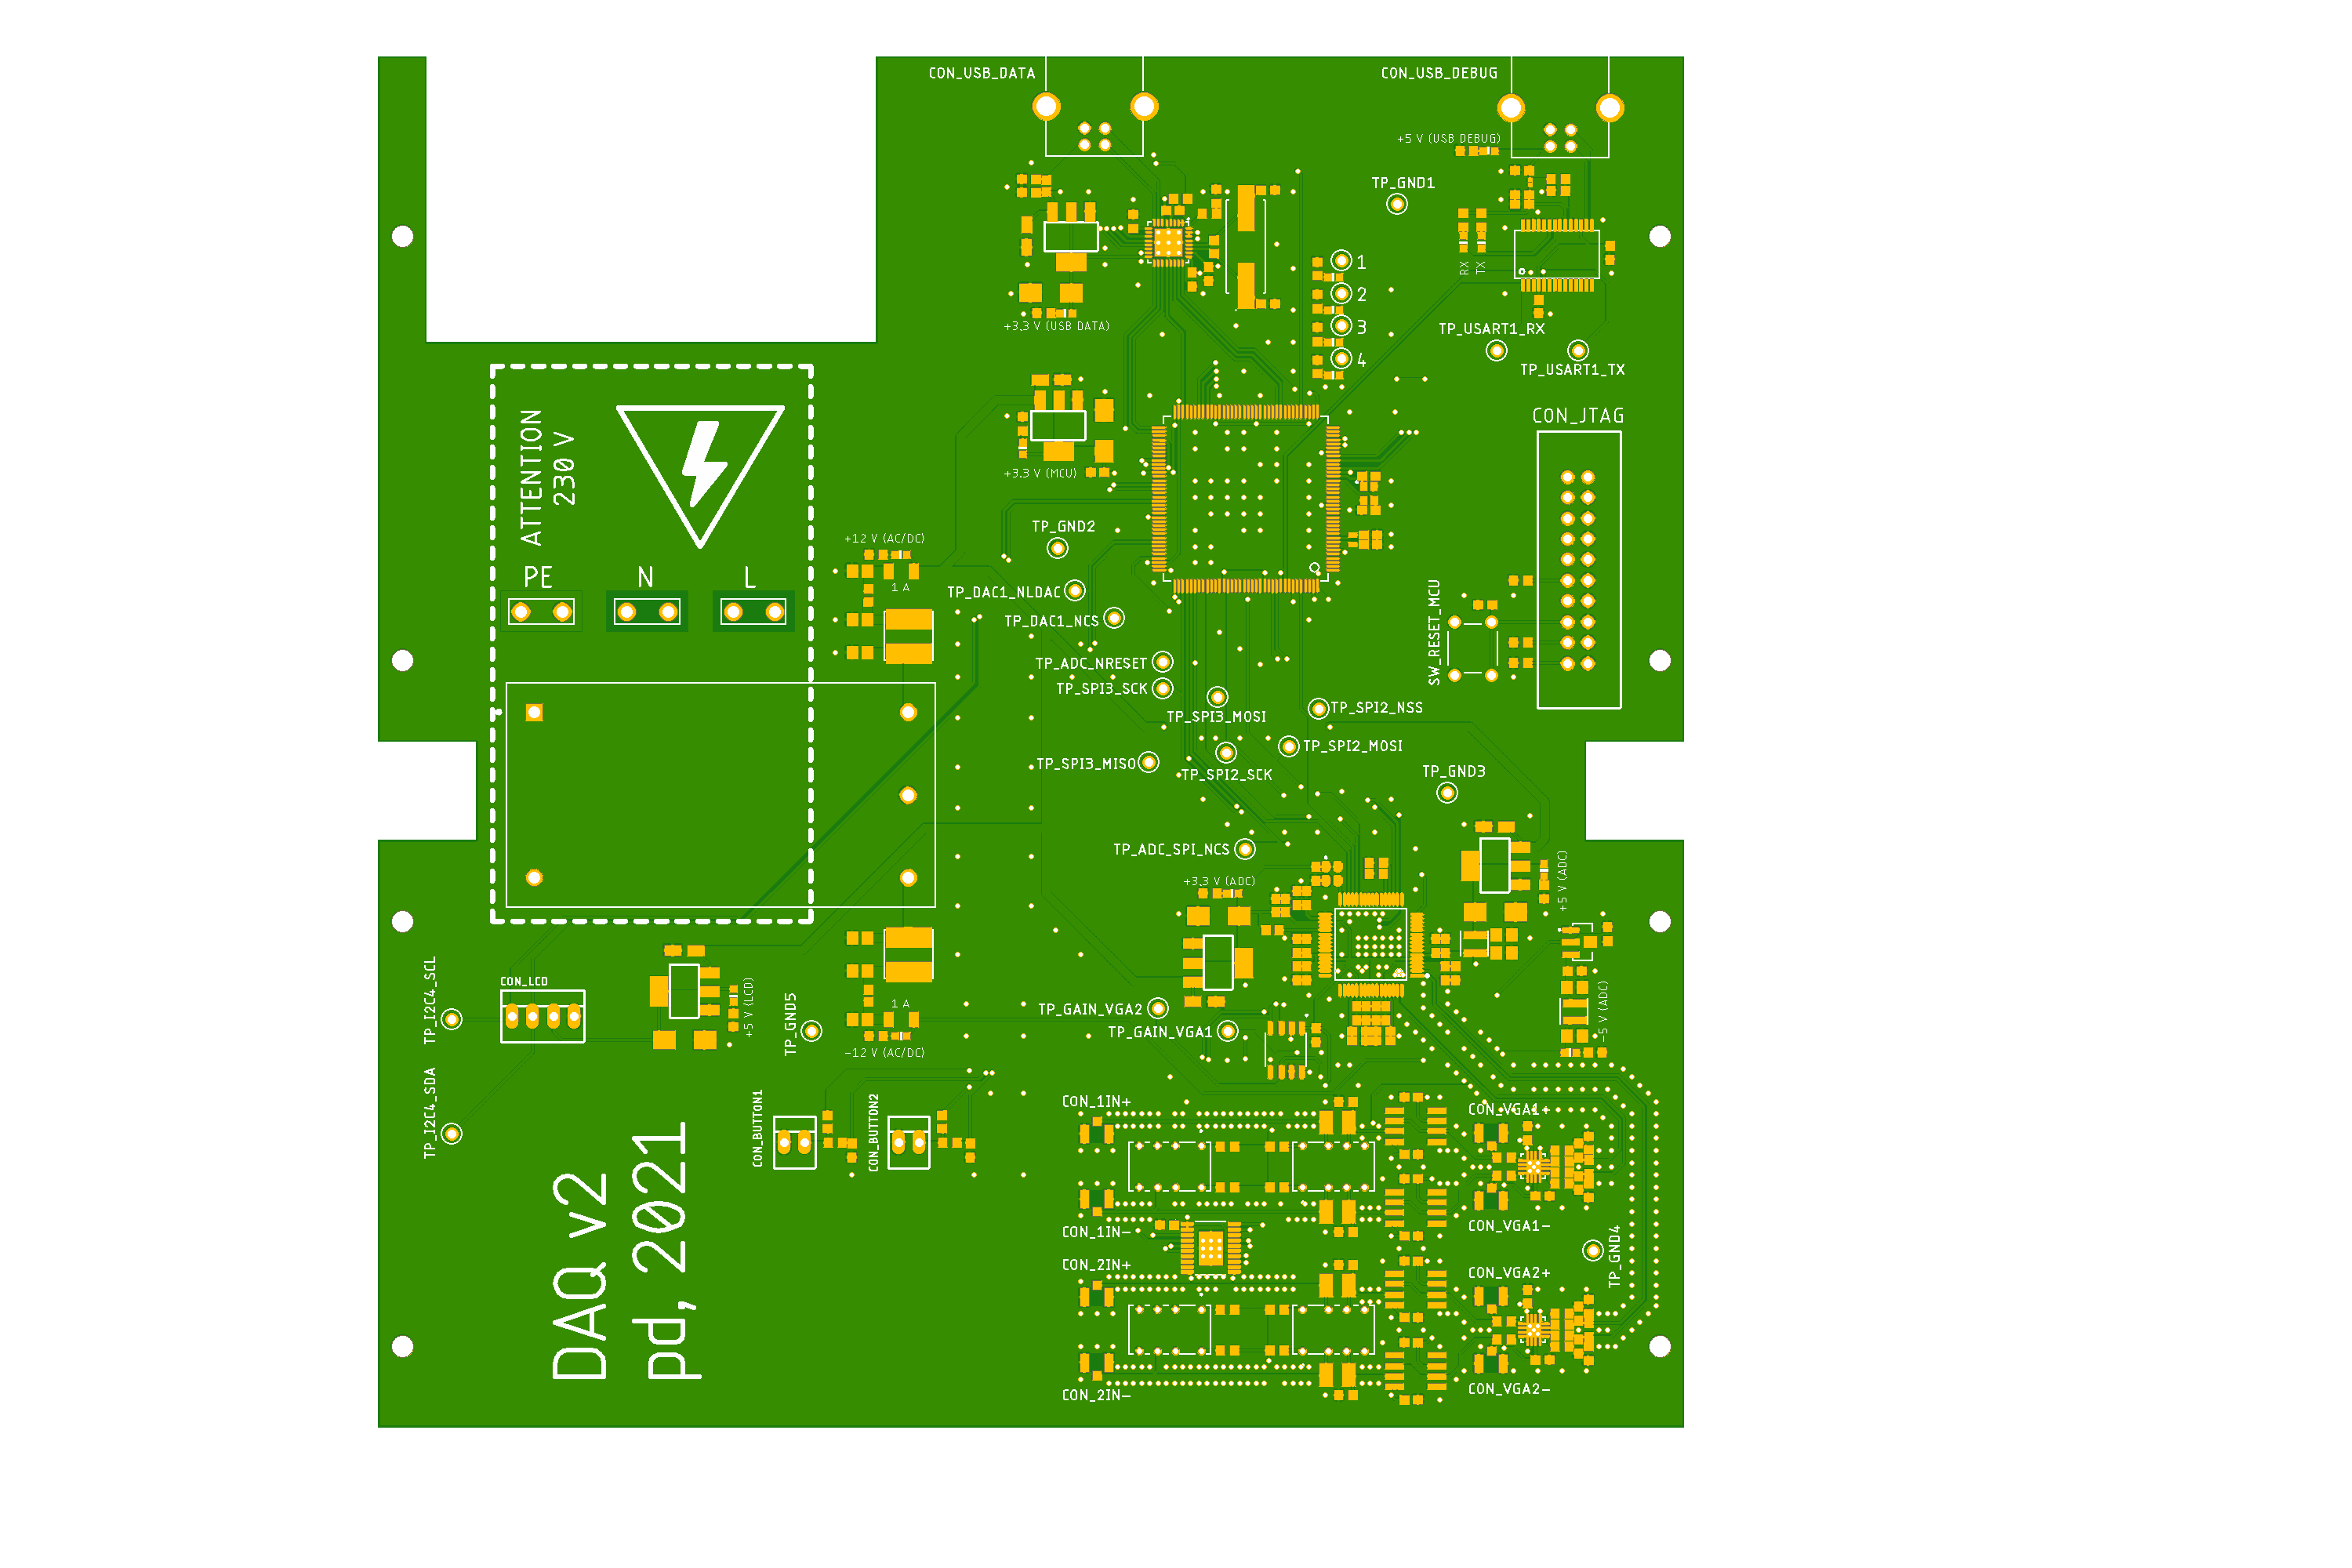 CON_USB_DATA
CON_USB_DEBUG
+5 V (USB DEBUG)
TP_GND1
1
2
3
4
RX
TX
+3.3 V (USB DATA)
TP_USART1_RX
TP_USART1_TX
ATTENTION
230 V
CON_JTAG
+3.3 V (MCU)
TP_GND2
+12 V (AC/DC)
1 A
PE
N
L
TP_DAC1_NLDAC
TP_DAC1_NCS
SW_RESET_MCU
TP_ADC_NRESET
TP_SPI3_SCK
TP_SPI3_MOSI
TP_SPI2_NSS
TP_SPI2_MOSI
TP_SPI3_MISO
TP_SPI2_SCK
TP_GND3
TP_ADC_SPI_NCS
+3.3 V (ADC)
+5 V (ADC)
TP_I2C4_SCL
CON_LCD
+5 V (LCD)
TP_GND5
1 A
-12 V (AC/DC)
TP_GAIN_VGA2
TP_GAIN_VGA1
-5 V (ADC)
TP_I2C4_SDA
CON_BUTTON1
CON_BUTTON2
CON_1IN+
CON_VGA1+
CON_1IN-
CON_VGA1-
TP_GND4
CON_2IN+
CON_VGA2+
CON_2IN-
CON_VGA2-
DAQ v2
pd, 2021